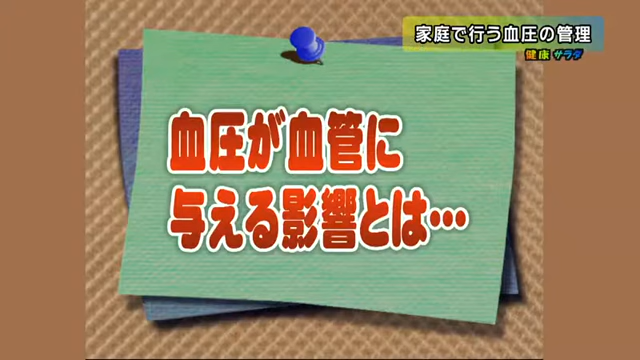 家庭で行う血圧の管理
健康サラダ
血圧が血管に
与える影響とは…